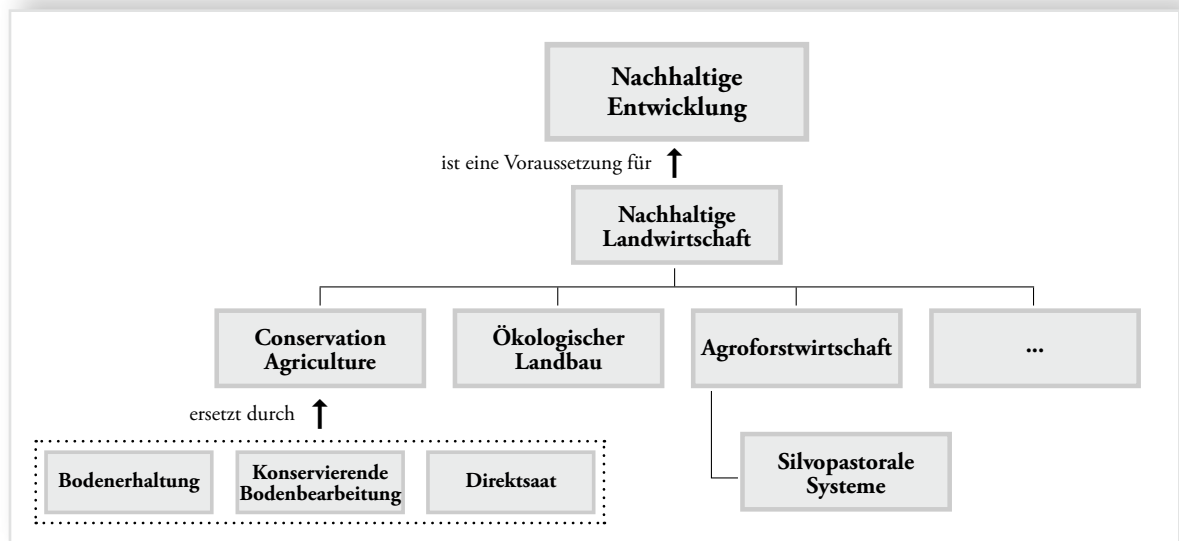 Nachhaltige
Entwicklung
ist eine Voraussetzung für
Nachhaltige
Landwirtschaft
Conservation
Agriculture
Ökologischer
Landbau
Agroforstwirtschaft
...
ersetzt durch
Bodenerhaltung
Konservierende
Bodenbearbeitung
Direktsaat
Silvopastorale
Systeme